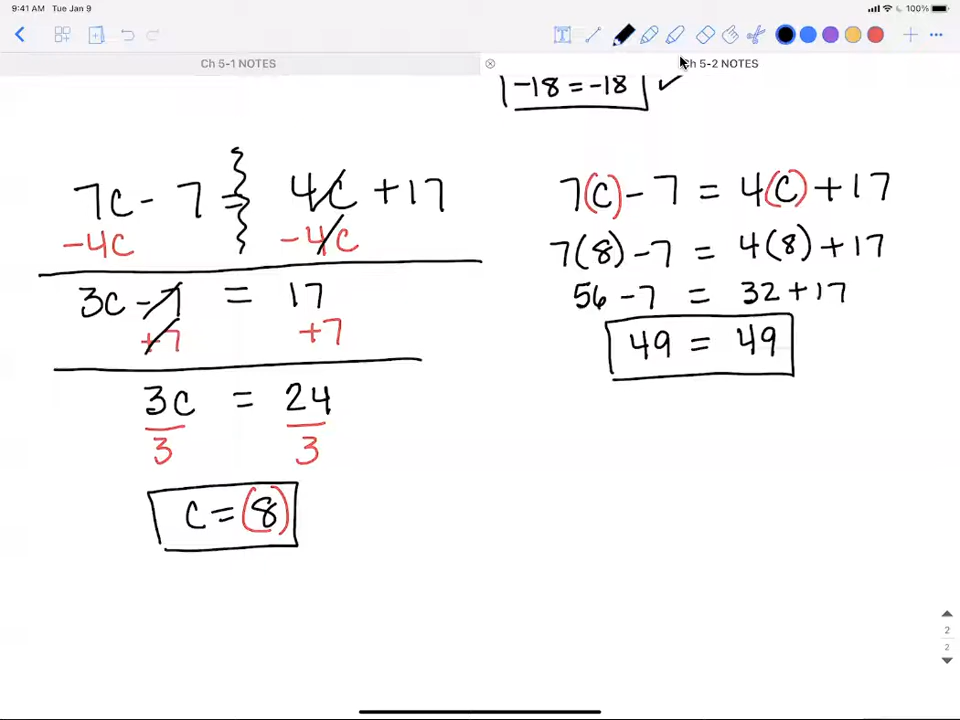 9:41 AM Tue Jan 9
100%
Ch 5-1 NOTES
Ch 5-2 NOTES
-18 = -18 ✓
7c - 7 = 4c + 17
-4c -4c
3c - 7 = 17
+7 +7
3c = 24
3 3
c = (8)
7(c) - 7 = 4(c) + 17
7(8) - 7 = 4(8) + 17
56 - 7 = 32 + 17
49 = 49
2
2